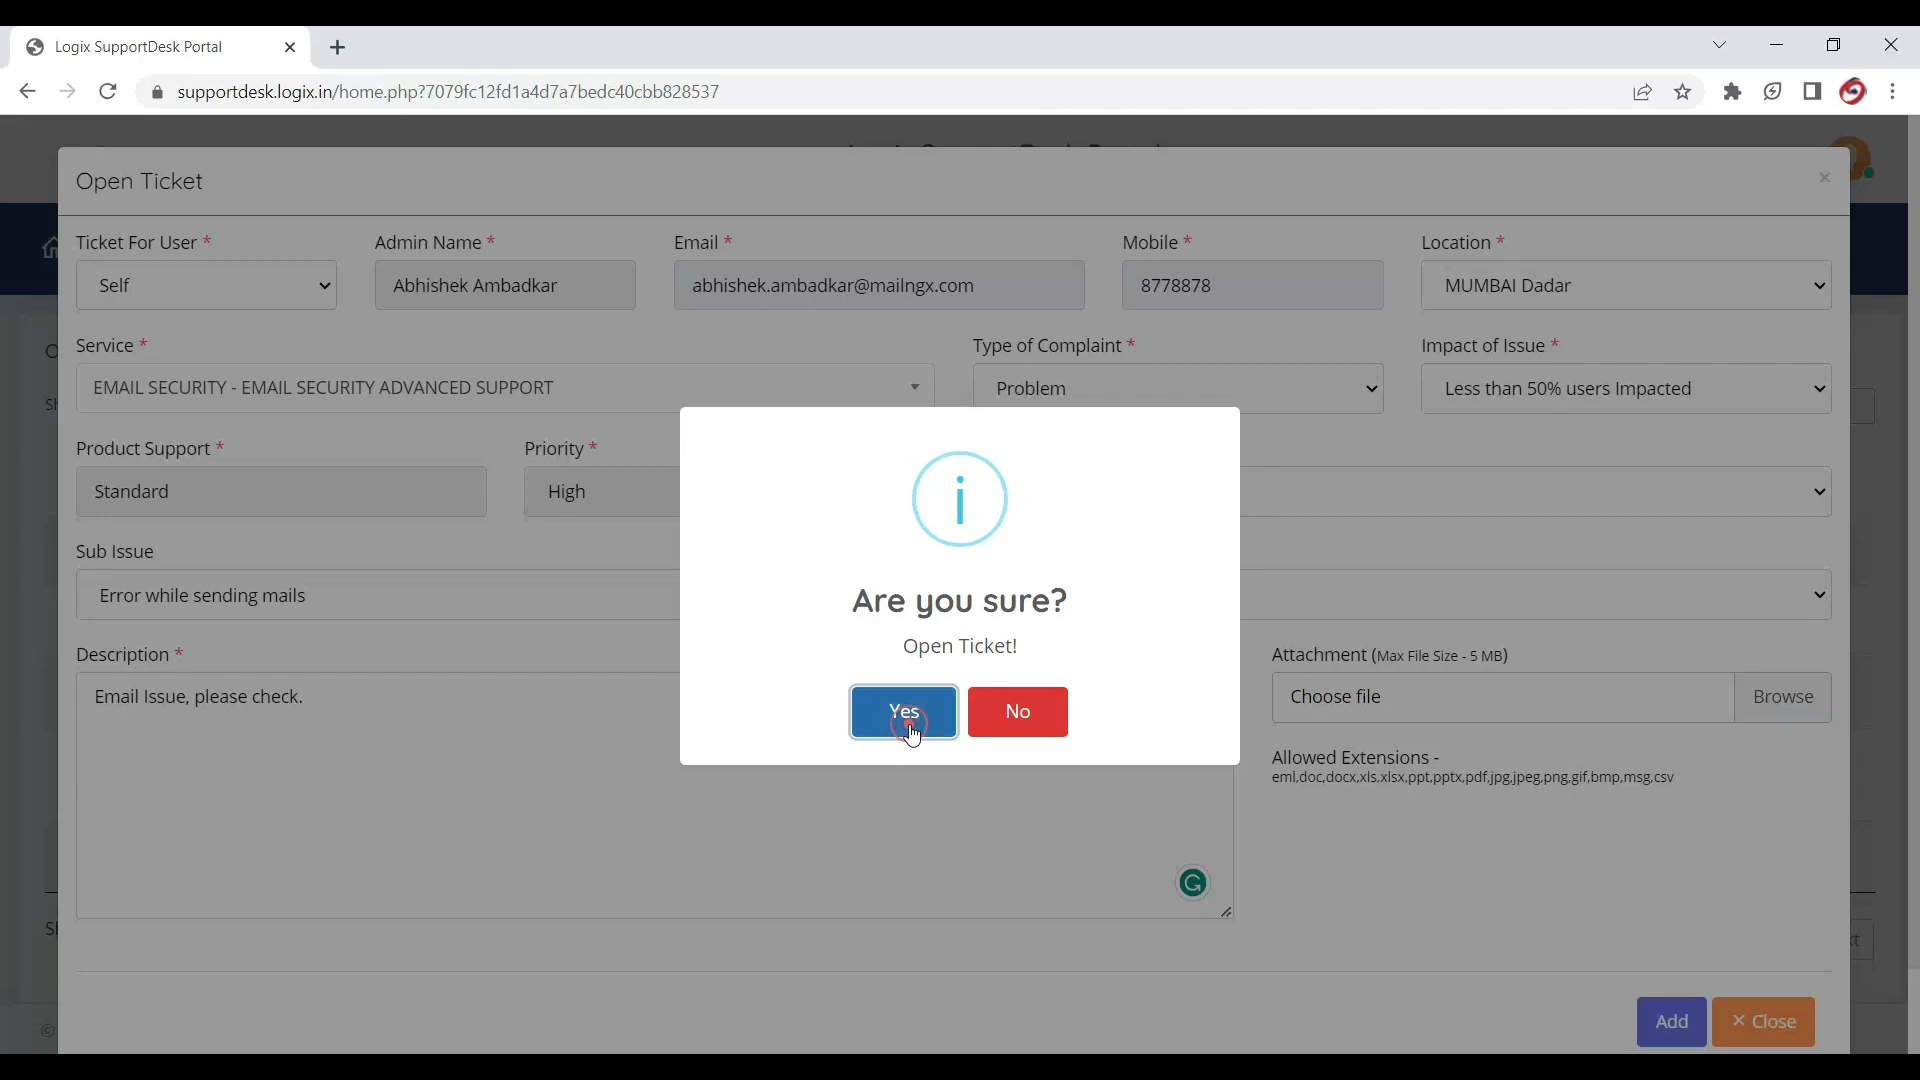 Logix SupportDesk Portal
supportdesk.logix.in/home.php?7079fc12fd1a4d7a7bedc40cbb828537
Open Ticket
×
Ticket For User *
Admin Name *
Email *
Mobile *
Location *
Self
Abhishek Ambadkar
abhishek.ambadkar@mailngx.com
8778878
MUMBAI Dadar
Service *
Type of Complaint *
Impact of Issue *
EMAIL SECURITY - EMAIL SECURITY ADVANCED SUPPORT
Problem
Less than 50% users Impacted
Product Support *
Priority *
Standard
High
Sub Issue
Error while sending mails
Are you sure?
Open Ticket!
Yes
No
Description *
Email Issue, please check.
Attachment (Max File Size - 5 MB)
Choose file
Browse
Allowed Extensions -
eml,doc,docx,xls,xlsx,ppt,pptx,pdf,jpg,jpeg,png,gif,bmp,msg,csv
Add
× Close